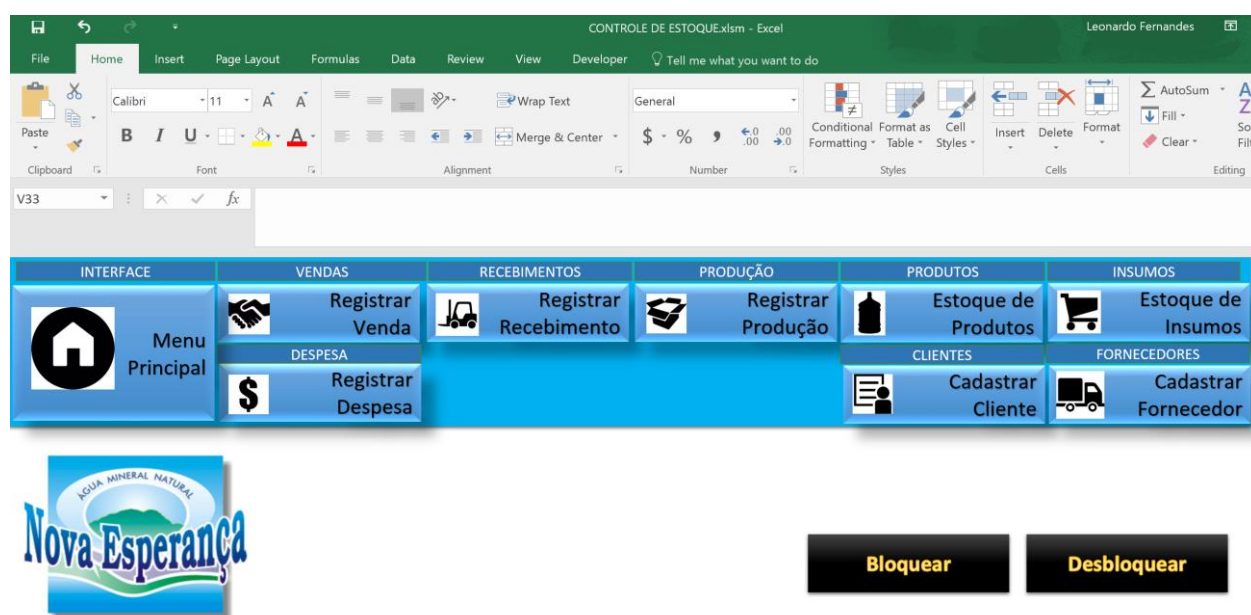 CONTROLE DE ESTOQUE.xlsm - Excel
Leonardo Fernandes
File Home Insert Page Layout Formulas Data Review View Developer Tell me what you want to do
Calibri 11 A A Wrap Text General Conditional Formatting Format as Table Cell Styles Insert Delete Format AutoSum
Fill
Paste B I U A Merge & Center $ % , .0 .00 .00 .0 Clear
Clipboard Font Alignment Number Styles Cells Editing
V33 fx
INTERFACE VENDAS RECEBIMENTOS PRODUÇÃO PRODUTOS INSUMOS
Menu Principal
Registrar Venda
Registrar Recebimento
Registrar Produção
Estoque de Produtos
Estoque de Insumos
DESPESA CLIENTES FORNECEDORES
$ Registrar Despesa
Cadastrar Cliente
Cadastrar Fornecedor
ÁGUA MINERAL NATURAL
Nova Esperança
Bloquear Desbloquear